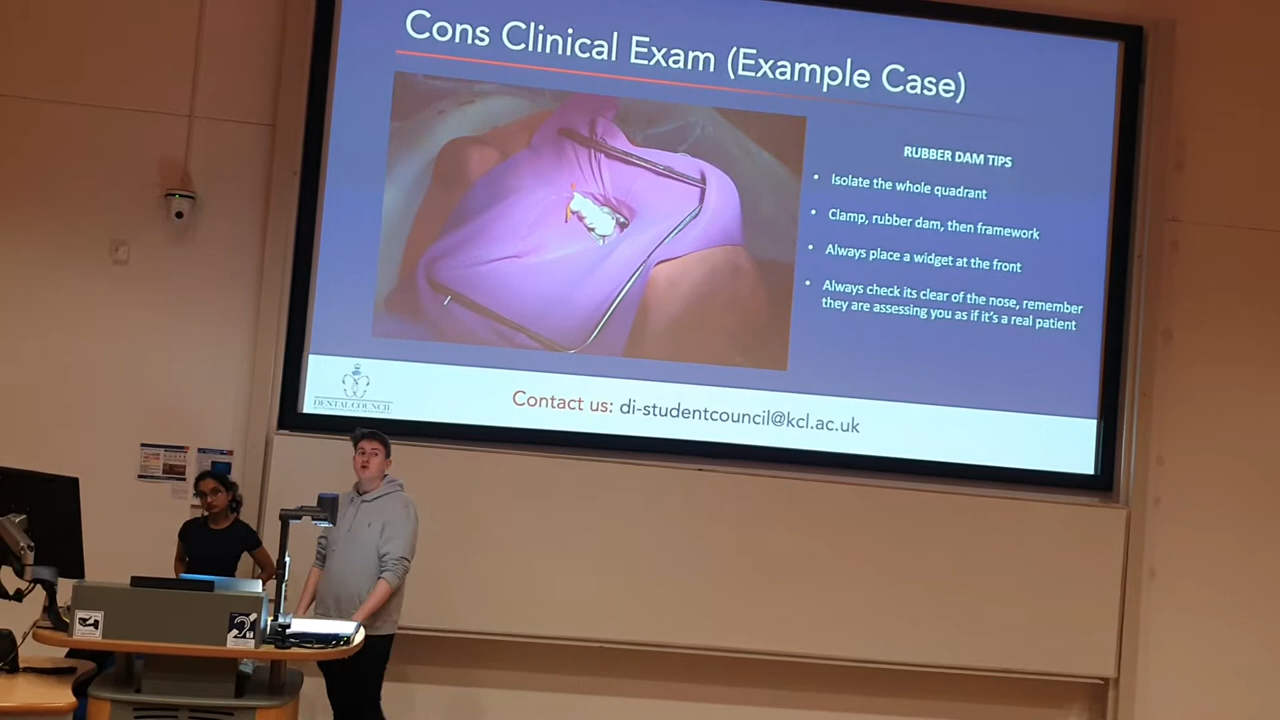 Cons Clinical Exam (Example Case)
RUBBER DAM TIPS
• Isolate the whole quadrant
• Clamp, rubber dam, then framework
• Always place a widget at the front
• Always check its clear of the nose, remember
they are assessing you as if it's a real patient
DENTAL COUNCIL
Contact us: di-studentcouncil@kcl.ac.uk